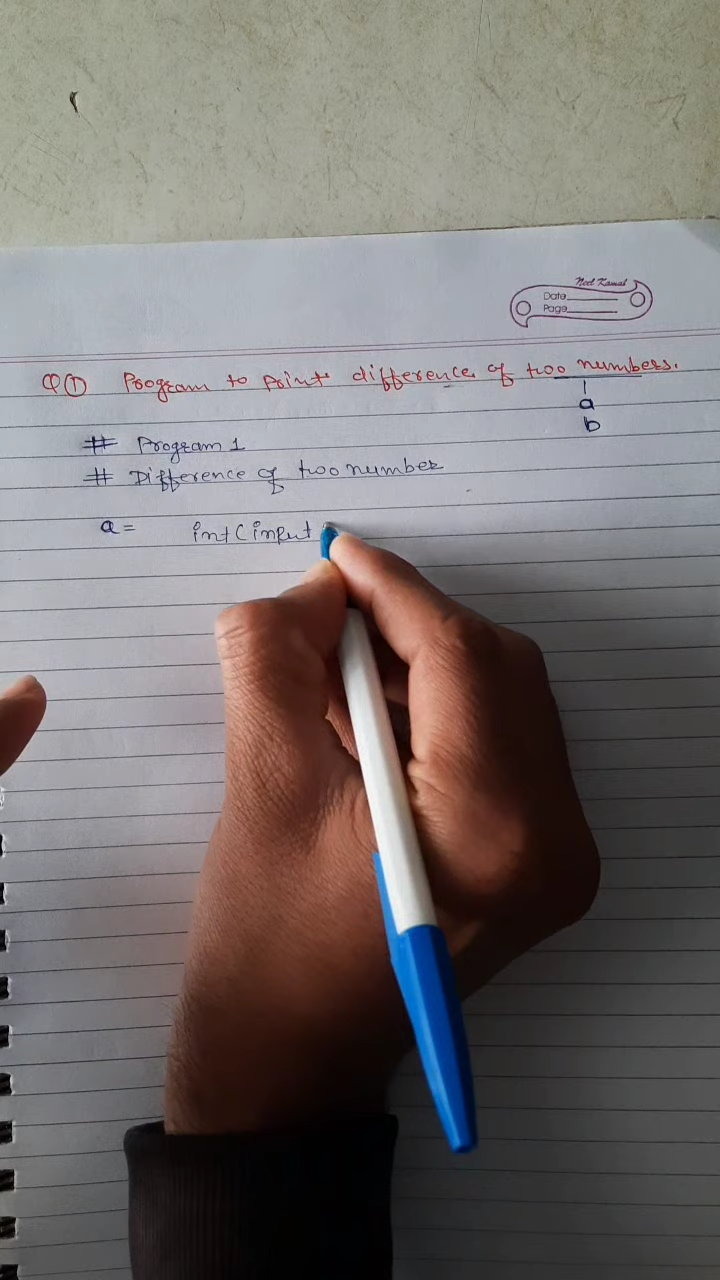 Neel Kamal
Date
Page
Q① Program to print difference of two numbers.
a
b
# Program 1
# Difference of two number
a = int(input